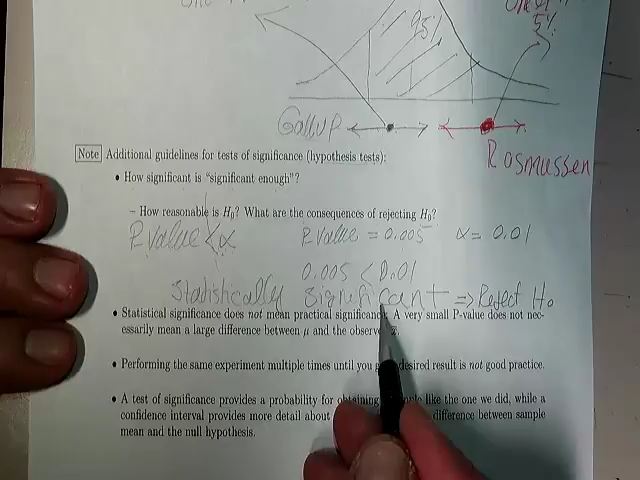 95%
5%
Gallup
Rosmussen
Note Additional guidelines for tests of significance (hypothesis tests):
• How significant is "significant enough"?
– How reasonable is H₀? What are the consequences of rejecting H₀?
P value < α P value = 0.005 α = 0.01
0.005 < 0.01
Statistically significant ⇒ Reject H₀
• Statistical significance does not mean practical significance. A very small P-value does not nec-
essarily mean a large difference between μ and the observed x̄.
• Performing the same experiment multiple times until you desired result is not good practice.
• A test of significance provides a probability for obtaining like the one we did, while a
confidence interval provides more detail about difference between sample
mean and the null hypothesis.